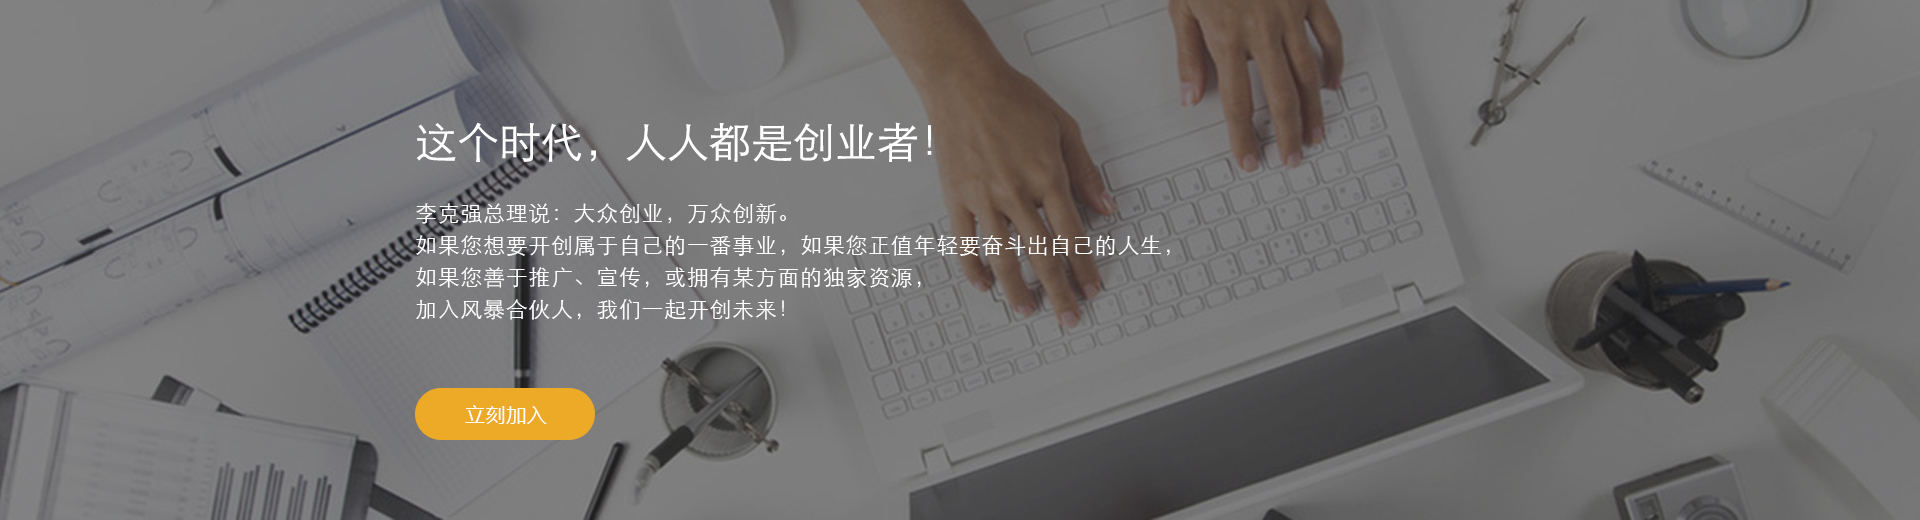 这个时代，人人都是创业者！
李克强总理说：大众创业，万众创新。
如果您想要开创属于自己的一番事业，如果您正值年轻要奋斗出自己的人生，
如果您善于推广、宣传，或拥有某方面的独家资源，
加入风暴合伙人，我们一起开创未来！
立刻加入